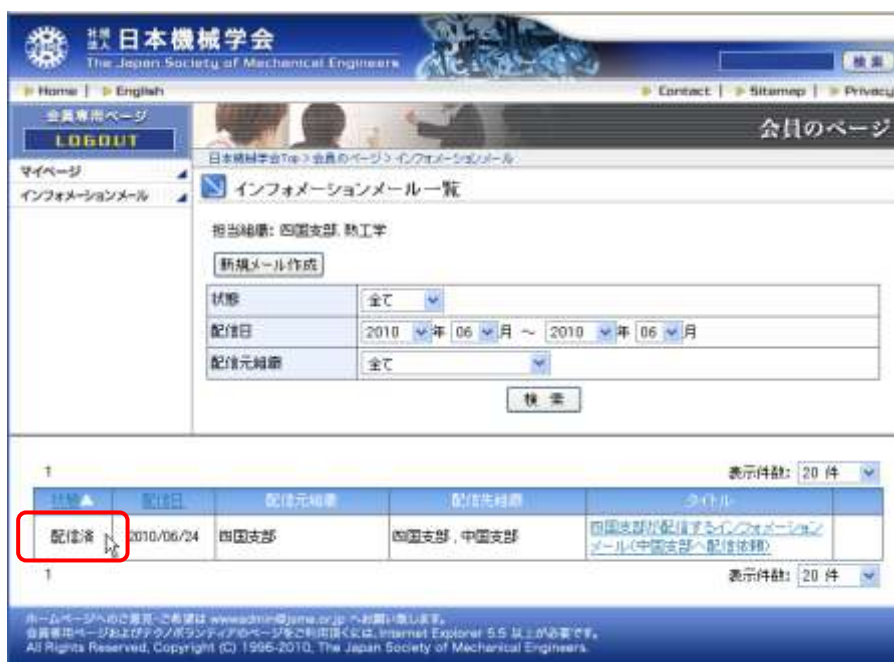 社団法人 日本機械学会
The Japan Society of Mechanical Engineers
検 索
Home | English
Contact | Sitemap | Privacy
会員専用ページ
LOGOUT
会員のページ
日本機械学会Top > 会員のページ > インフォメーションメール
マイページ
インフォメーションメール
インフォメーションメール一覧
担当組織: 四国支部, 熱工学
新規メール作成
状態 全て
配信日 2010 年 06 月 ～ 2010 年 06 月
配信元組織 全て
検 索
1 表示件数: 20 件
状態▲ 配信日 配信元組織 配信先組織 タイトル
配信済 2010/06/24 四国支部 四国支部 , 中国支部 四国支部が配信するインフォメーション
メール(中国支部へ配信依頼)
1 表示件数: 20 件
ホームページへのご意見・ご希望は wwwadmin@jsme.or.jp へお願い致します。
会員専用ページおよびテクノボランティアのページをご利用頂くには、Internet Explorer 5.5 以上が必要です。
All Rights Reserved, Copyright (C) 1996-2010, The Japan Society of Mechanical Engineers.